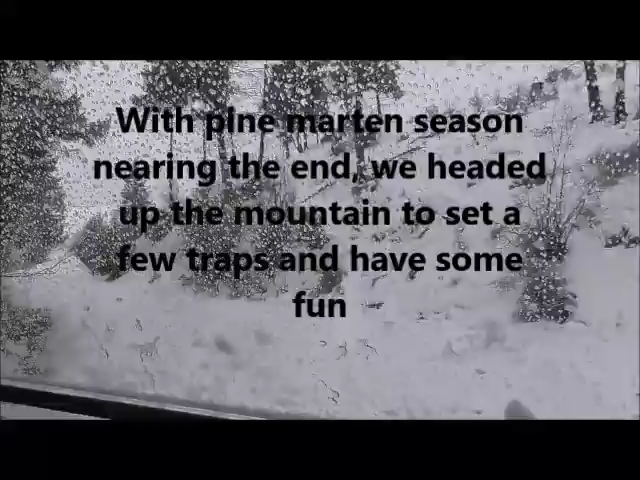 With pine marten season
nearing the end, we headed
up the mountain to set a
few traps and have some
fun